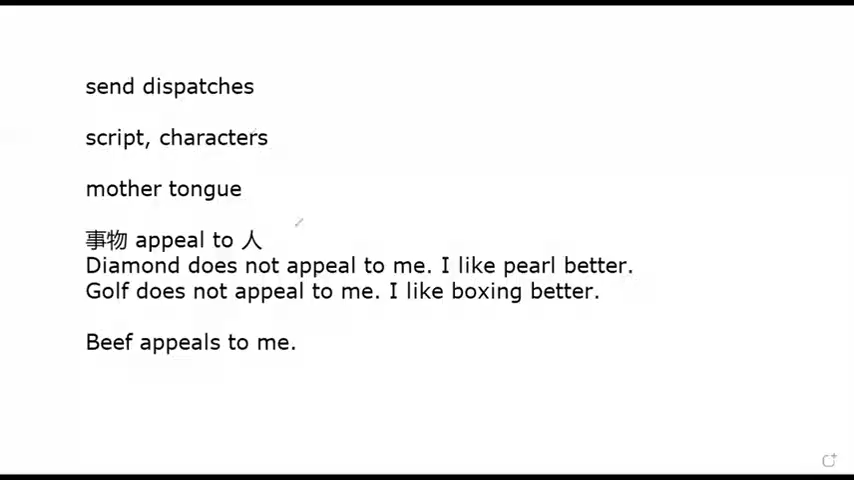 send dispatches
script, characters
mother tongue
事物 appeal to 人
Diamond does not appeal to me. I like pearl better.
Golf does not appeal to me. I like boxing better.
Beef appeals to me.